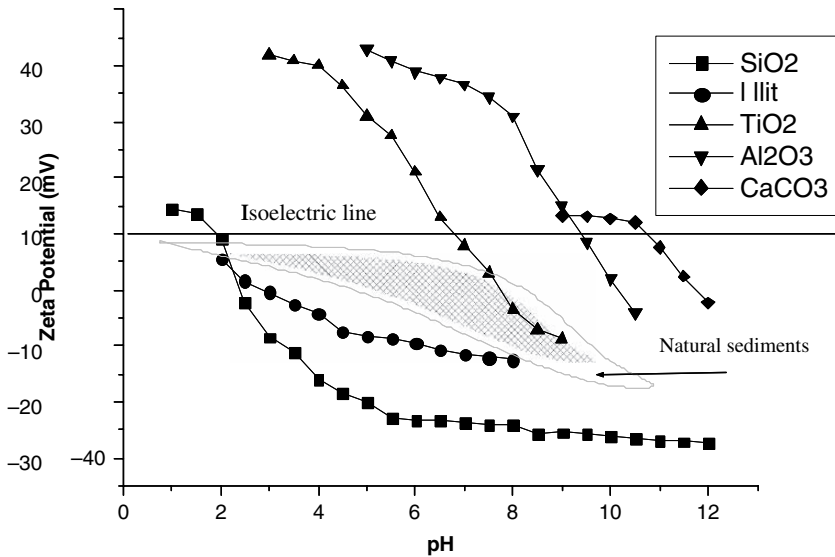 40
30
20
10
0
–10
–20
–30
–40
Zeta Potential (mV)
Isoelectric line
Natural sediments
SiO2
I llit
TiO2
Al2O3
CaCO3
0
2
4
6
8
10
12
pH